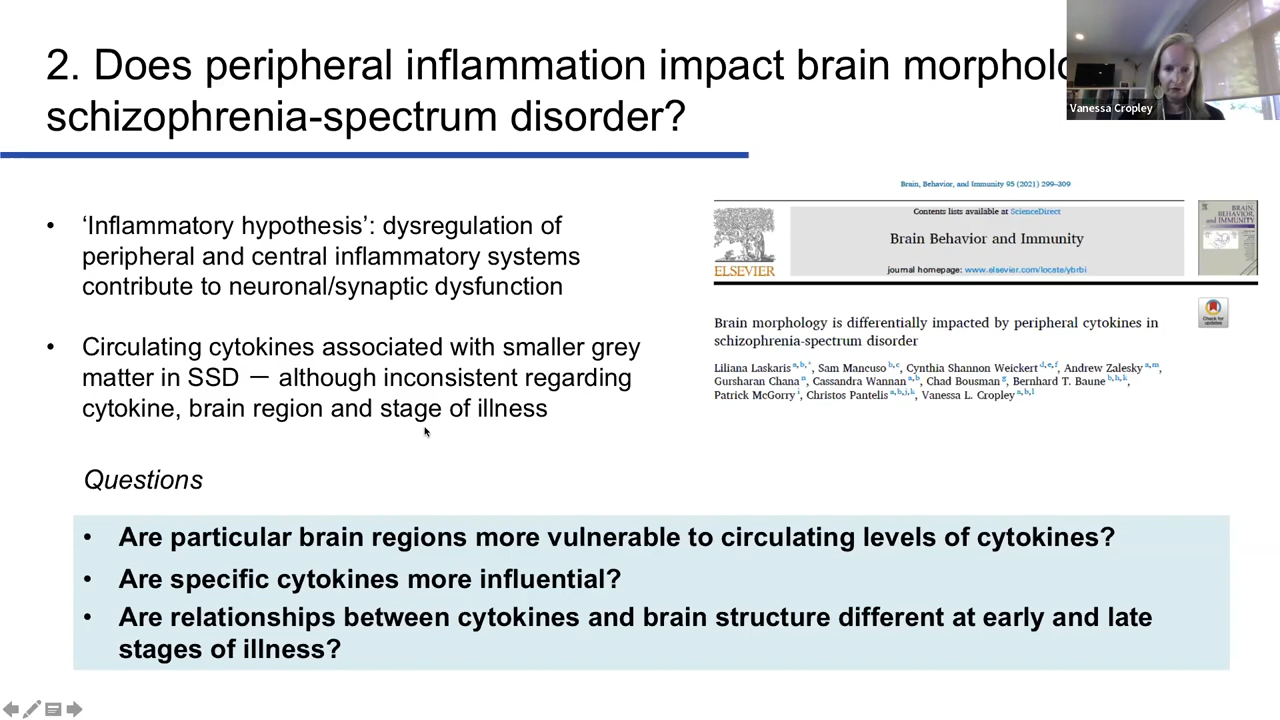 2. Does peripheral inflammation impact brain morpholo
schizophrenia-spectrum disorder?
Vanessa Cropley
• ‘Inflammatory hypothesis’: dysregulation of
peripheral and central inflammatory systems
contribute to neuronal/synaptic dysfunction
• Circulating cytokines associated with smaller grey
matter in SSD — although inconsistent regarding
cytokine, brain region and stage of illness
Brain, Behavior, and Immunity 95 (2021) 299–309
Contents lists available at ScienceDirect
Brain Behavior and Immunity
journal homepage: www.elsevier.com/locate/ybrbi
ELSEVIER
BRAIN,
BEHAVIOR,
and IMMUNITY
Check for
updates
Brain morphology is differentially impacted by peripheral cytokines in
schizophrenia-spectrum disorder
Liliana Laskaris a,b,*, Sam Mancuso b,c, Cynthia Shannon Weickert d,e,f, Andrew Zalesky a,m,
Gursharan Chana n, Cassandra Wannan a,b, Chad Bousman g, Bernhard T. Baune b,h,k,
Patrick McGorry i, Christos Pantelis a,b,j,k, Vanessa L. Cropley a,b,l
Questions
• Are particular brain regions more vulnerable to circulating levels of cytokines?
• Are specific cytokines more influential?
• Are relationships between cytokines and brain structure different at early and late
stages of illness?